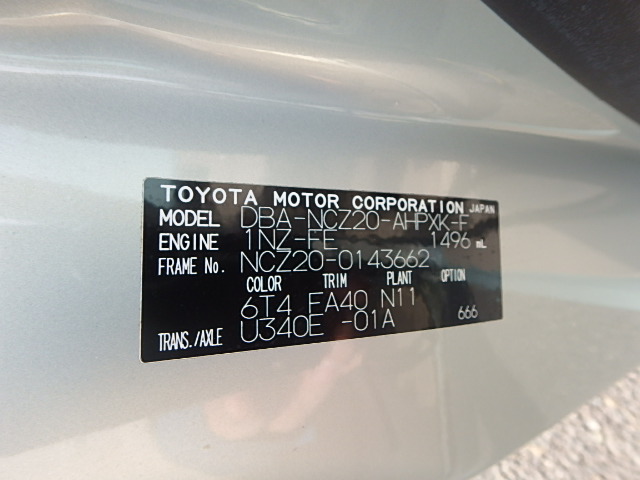 TOYOTA MOTOR CORPORATION JAPAN
MODEL DBA-NCZ20-AHPXK-F
ENGINE 1NZ-FE 1496 mL
FRAME No. NCZ20-0143662
COLOR TRIM PLANT OPTION
6T4 FA40 N11
TRANS./AXLE U340E -01A 666